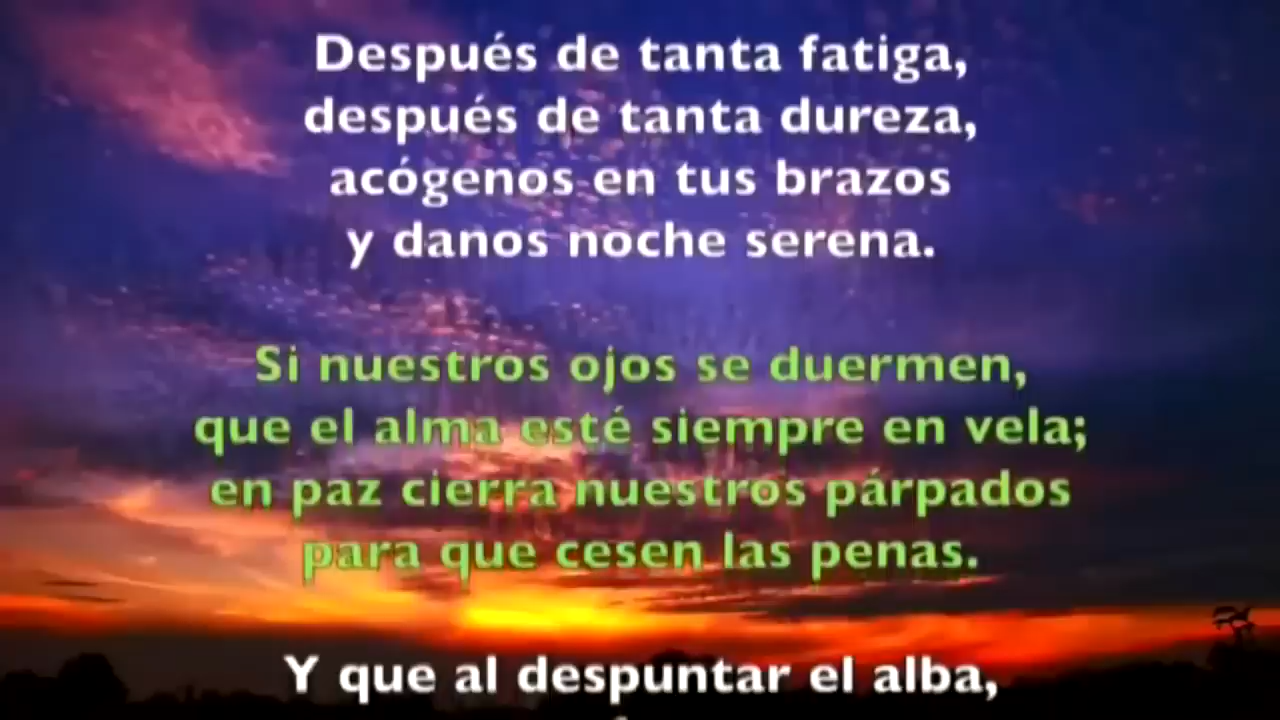 Después de tanta fatiga,
después de tanta dureza,
acógenos en tus brazos
y danos noche serena.
Si nuestros ojos se duermen,
que el alma esté siempre en vela;
en paz cierra nuestros párpados
para que cesen las penas.
Y que al despuntar el alba,